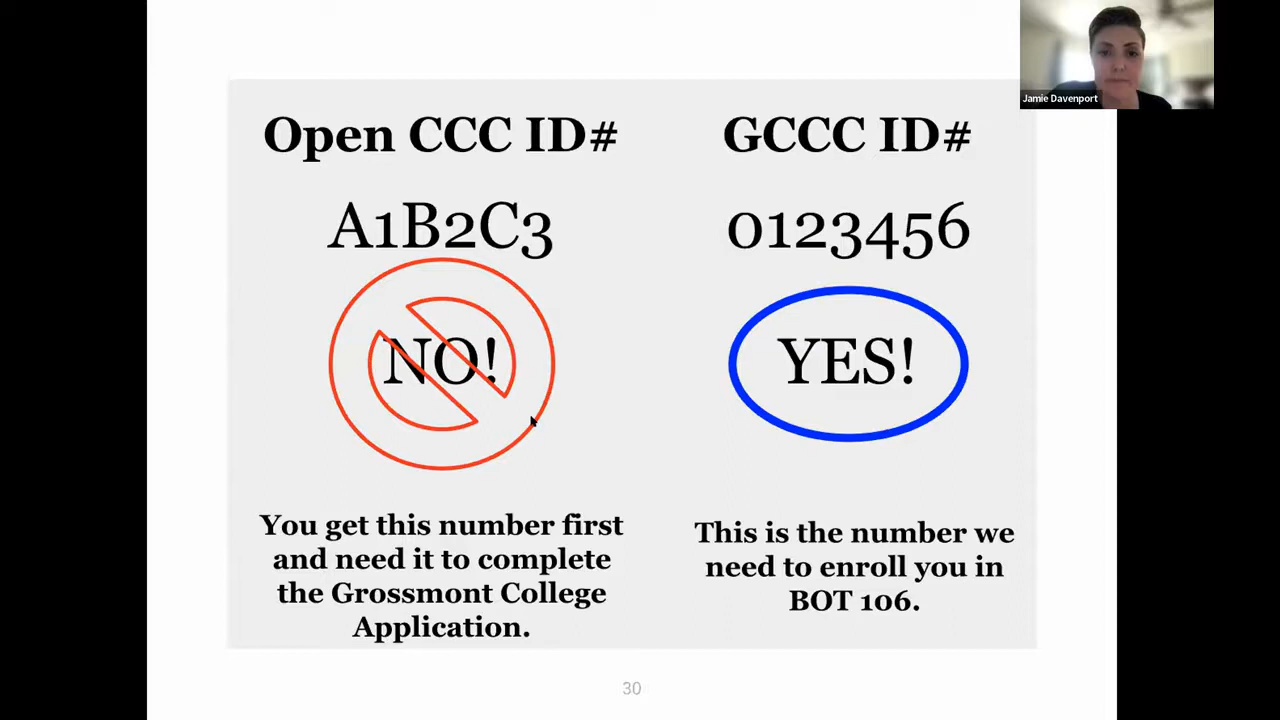 Jamie Davenport
Open CCC ID#
A1B2C3
NO!
You get this number first
and need it to complete
the Grossmont College
Application.
GCCC ID#
0123456
YES!
This is the number we
need to enroll you in
BOT 106.
30